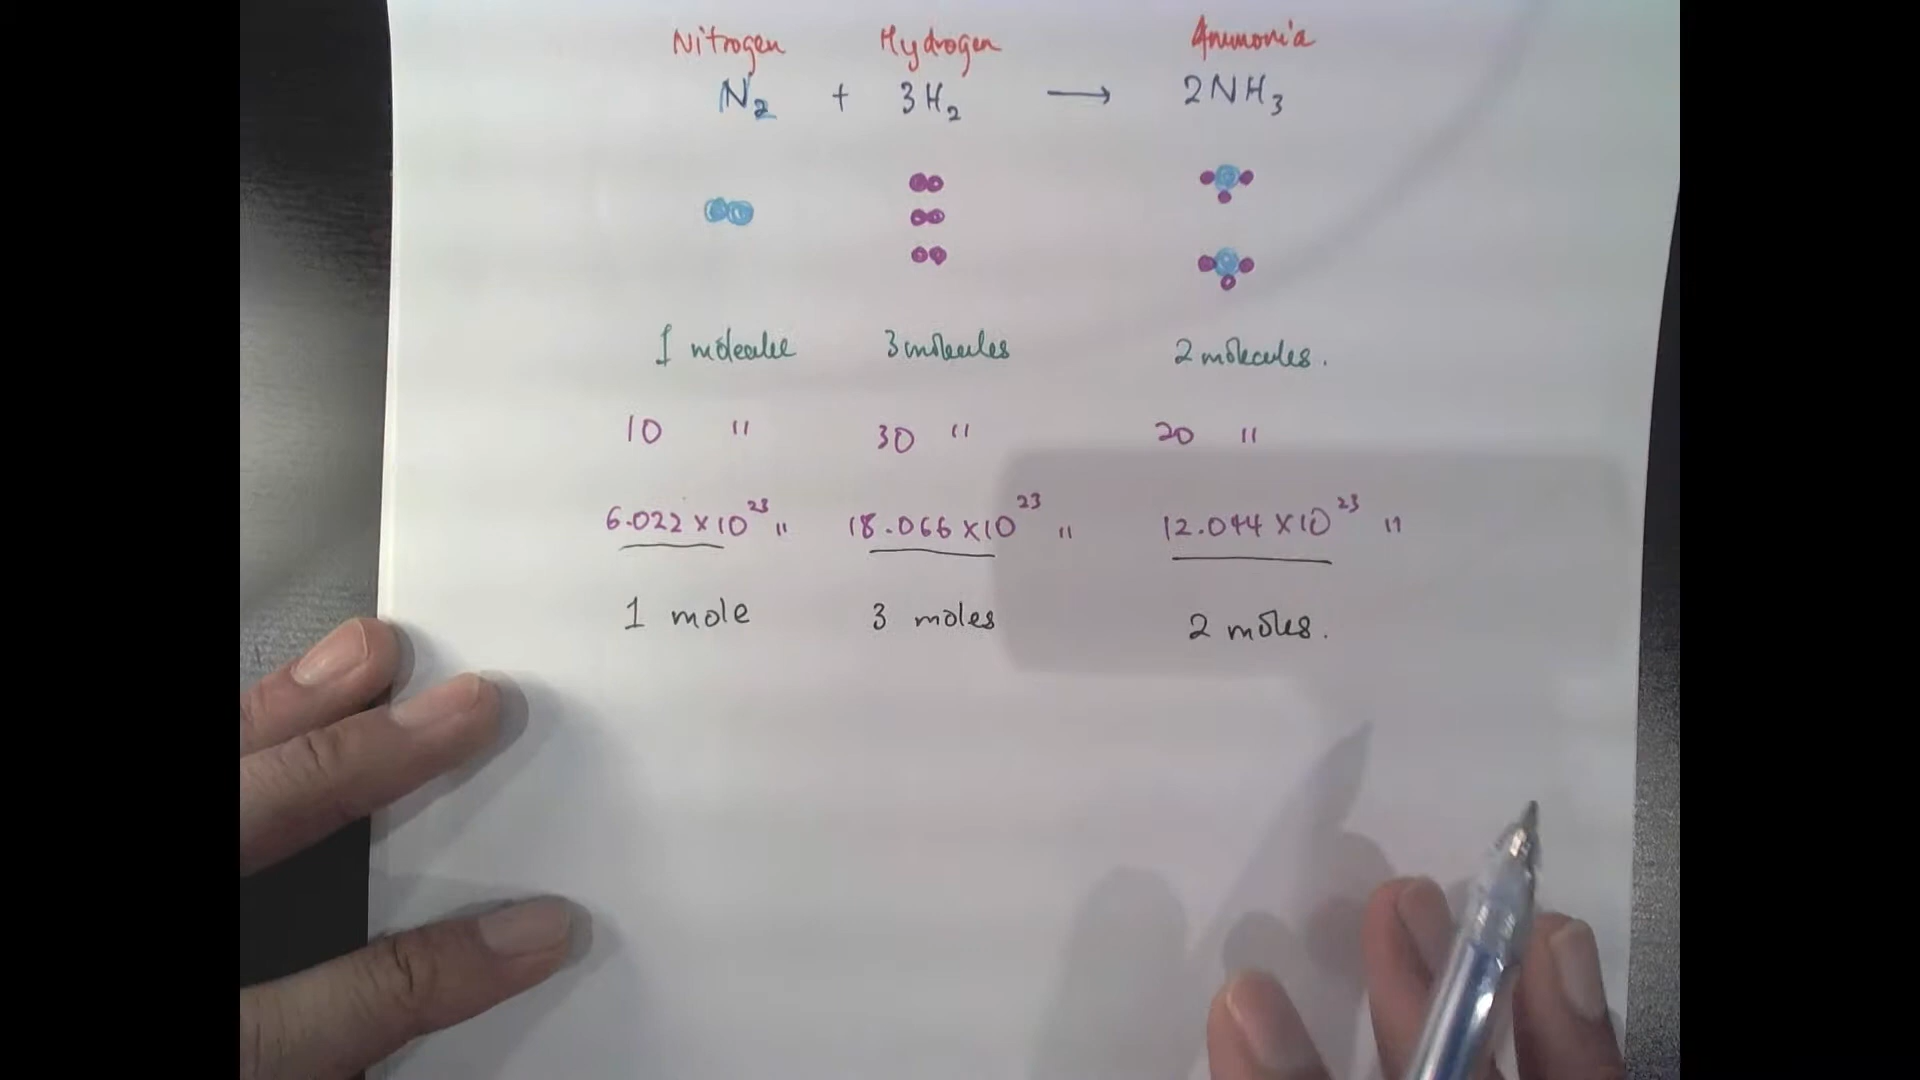 Nitrogen Hydrogen Ammonia
N2 + 3H2 → 2NH3
1 molecule 3 molecules 2 molecules.
10 " 30 " 20 "
6.022 × 10^23 " 18.066 × 10^23 " 12.044 × 10^23 "
1 mole 3 moles 2 moles.